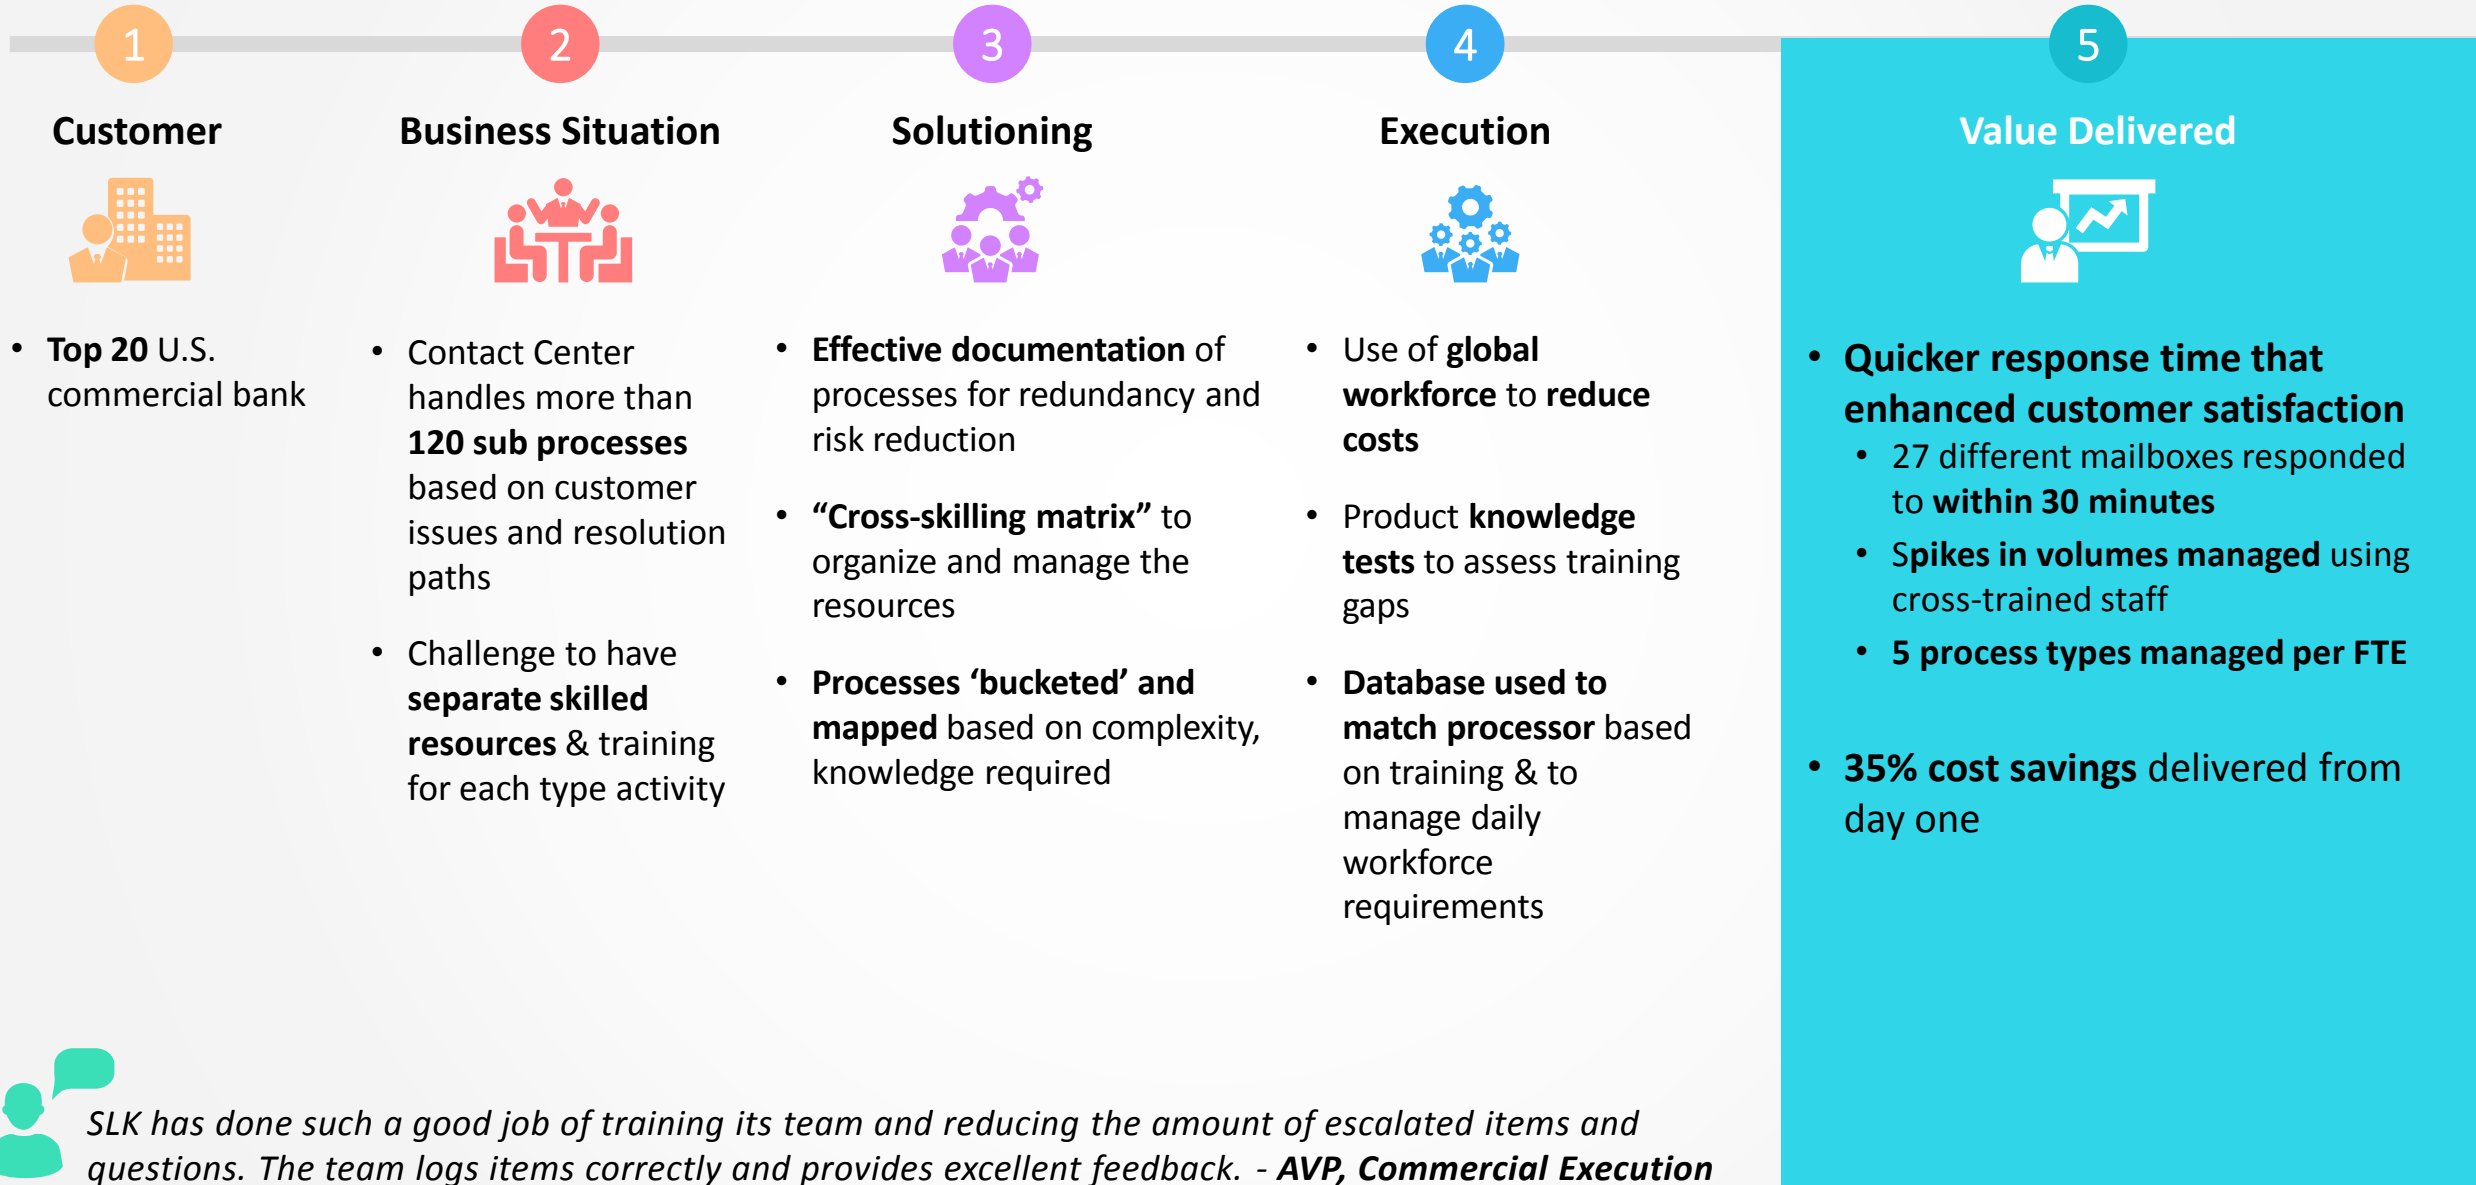 1
Customer
• Top 20 U.S.
commercial bank
2
Business Situation
• Contact Center
handles more than
120 sub processes
based on customer
issues and resolution
paths
• Challenge to have
separate skilled
resources & training
for each type activity
3
Solutioning
• Effective documentation of
processes for redundancy and
risk reduction
• “Cross-skilling matrix” to
organize and manage the
resources
• Processes ‘bucketed’ and
mapped based on complexity,
knowledge required
4
Execution
• Use of global
workforce to reduce
costs
• Product knowledge
tests to assess training
gaps
• Database used to
match processor based
on training & to
manage daily
workforce
requirements
5
Value Delivered
• Quicker response time that
enhanced customer satisfaction
• 27 different mailboxes responded
to within 30 minutes
• Spikes in volumes managed using
cross-trained staff
• 5 process types managed per FTE
• 35% cost savings delivered from
day one
SLK has done such a good job of training its team and reducing the amount of escalated items and
questions. The team logs items correctly and provides excellent feedback. - AVP, Commercial Execution